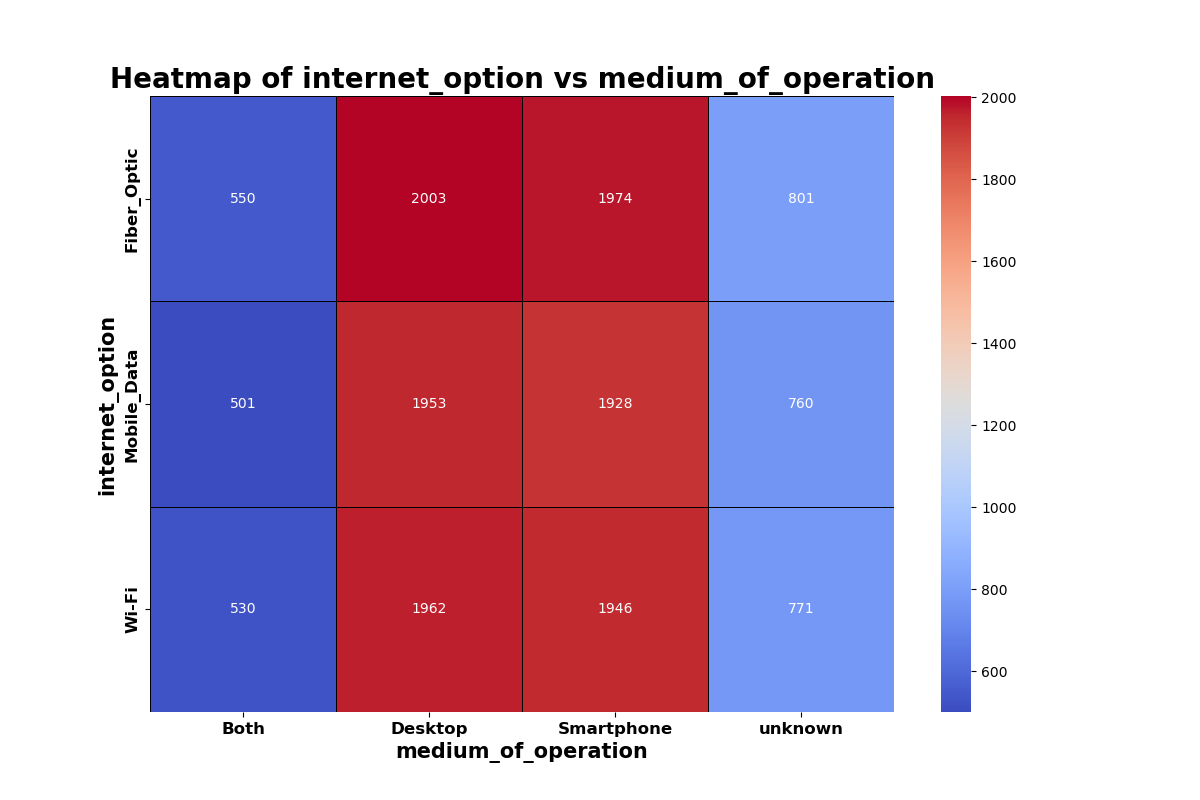 Heatmap of internet_option vs medium_of_operation
internet_option
Fiber_Optic
550 2003 1974 801
Mobile_Data
501 1953 1928 760
Wi-Fi
530 1962 1946 771
Both Desktop Smartphone unknown
medium_of_operation
2000
1800
1600
1400
1200
1000
800
600